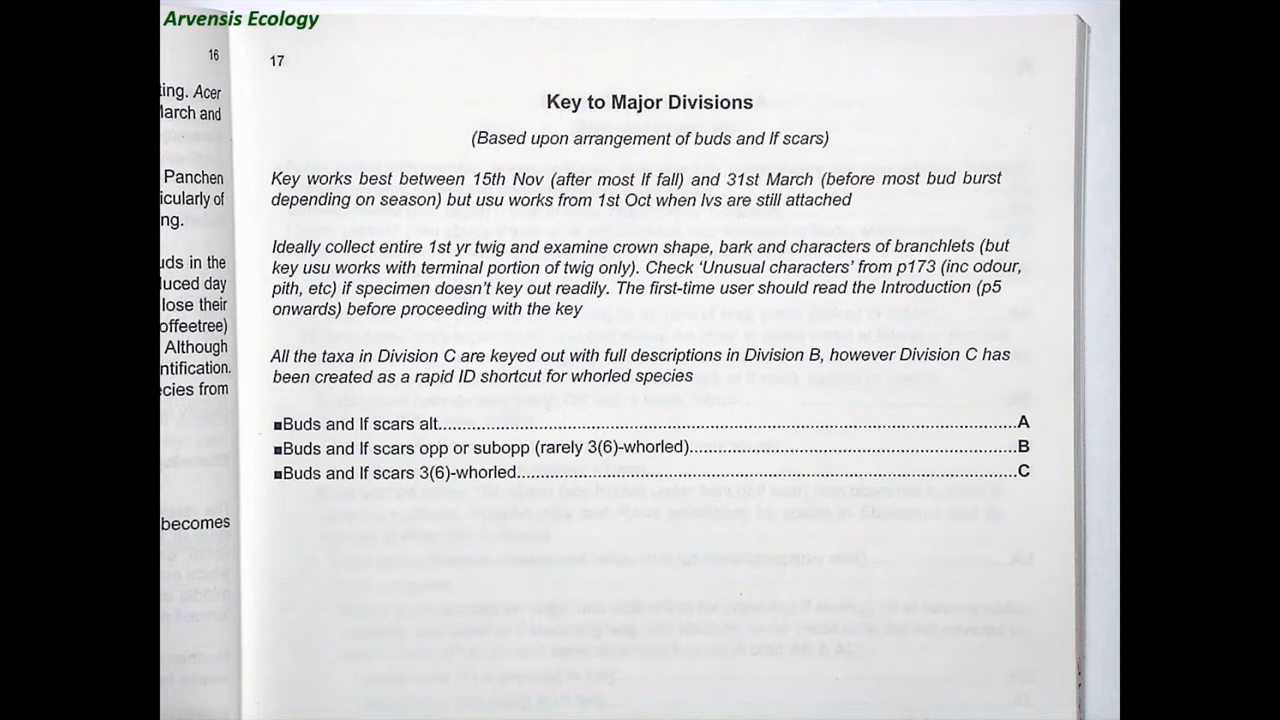 Arvensis Ecology
16
ing. Acer
March and
Panchen
icularly of
ng.
uds in the
uced day
lose their
offeetree)
Although
ntification.
cies from
becomes
17
Key to Major Divisions
(Based upon arrangement of buds and lf scars)
Key works best between 15th Nov (after most lf fall) and 31st March (before most bud burst
depending on season) but usu works from 1st Oct when lvs are still attached
Ideally collect entire 1st yr twig and examine crown shape, bark and characters of branchlets (but
key usu works with terminal portion of twig only). Check ‘Unusual characters’ from p173 (inc odour,
pith, etc) if specimen doesn’t key out readily. The first-time user should read the Introduction (p5
onwards) before proceeding with the key
All the taxa in Division C are keyed out with full descriptions in Division B, however Division C has
been created as a rapid ID shortcut for whorled species
■Buds and lf scars alt....................................................................................................A
■Buds and lf scars opp or subopp (rarely 3(6)-whorled)..........................................................B
■Buds and lf scars 3(6)-whorled.......................................................................................C